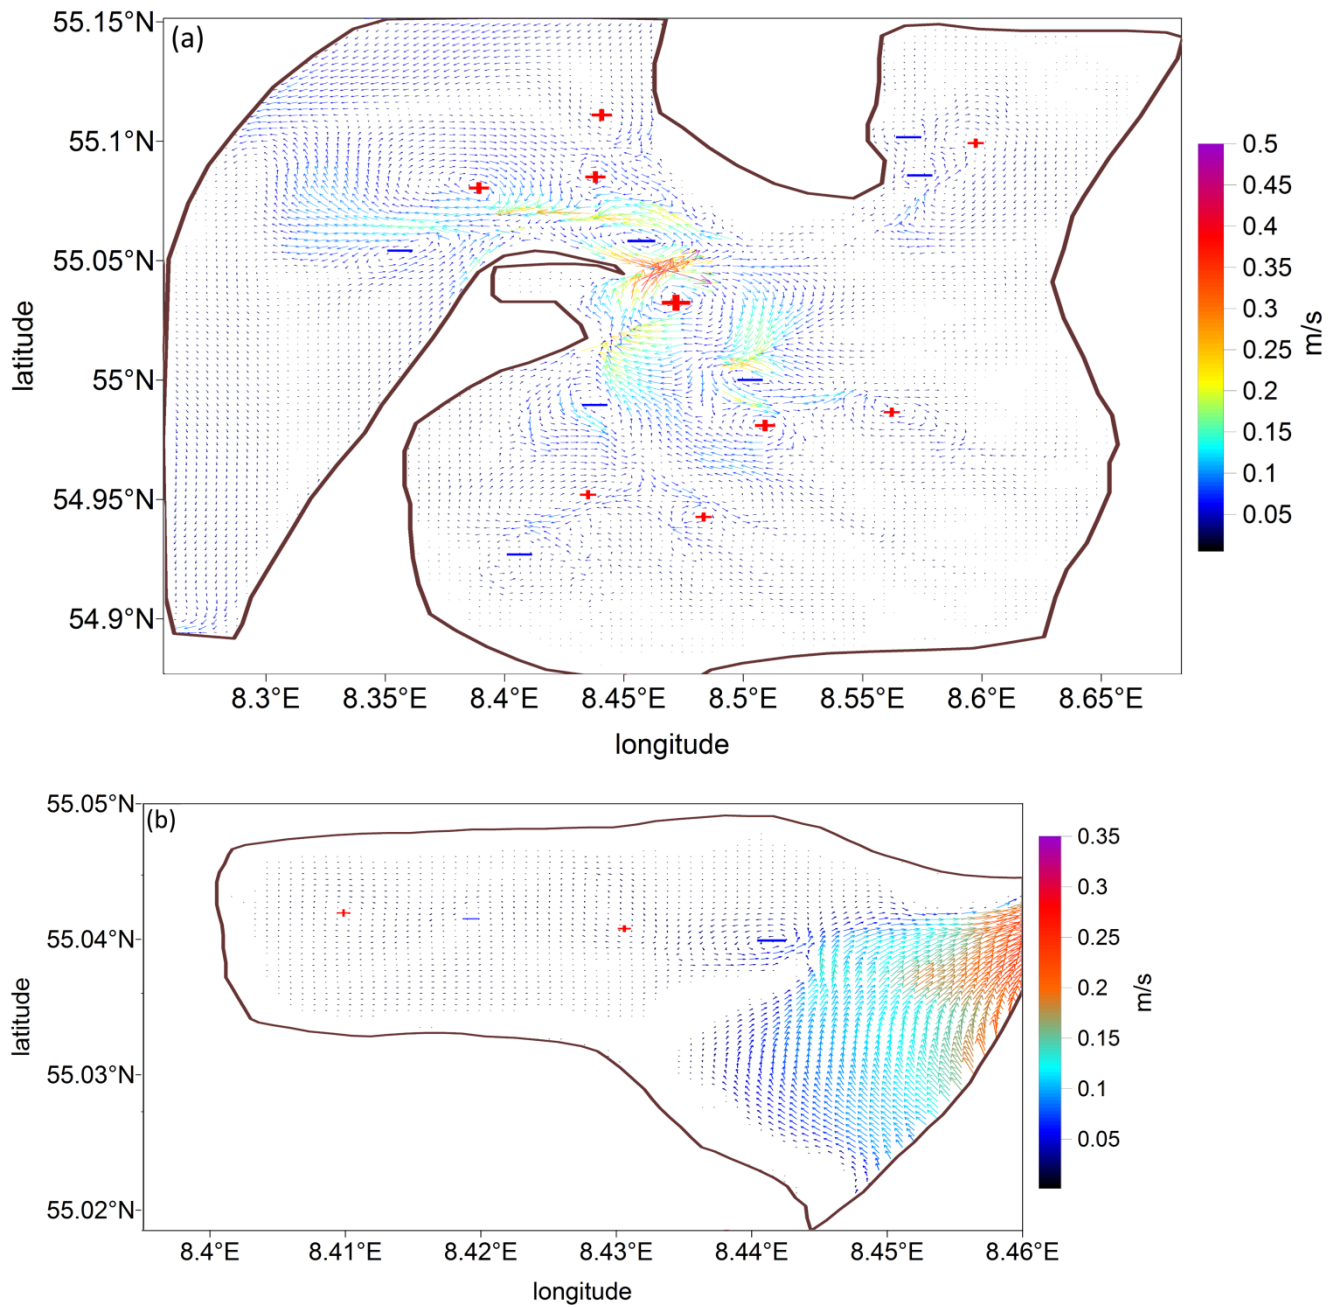 (a)
55.15°N
55.1°N
55.05°N
55°N
54.95°N
54.9°N
latitude
8.3°E 8.35°E 8.4°E 8.45°E 8.5°E 8.55°E 8.6°E 8.65°E
longitude
0.5
0.45
0.4
0.35
0.3
0.25
0.2
0.15
0.1
0.05
m/s
(b)
55.05°N
55.04°N
55.03°N
55.02°N
latitude
8.4°E 8.41°E 8.42°E 8.43°E 8.44°E 8.45°E 8.46°E
longitude
0.35
0.3
0.25
0.2
0.15
0.1
0.05
m/s